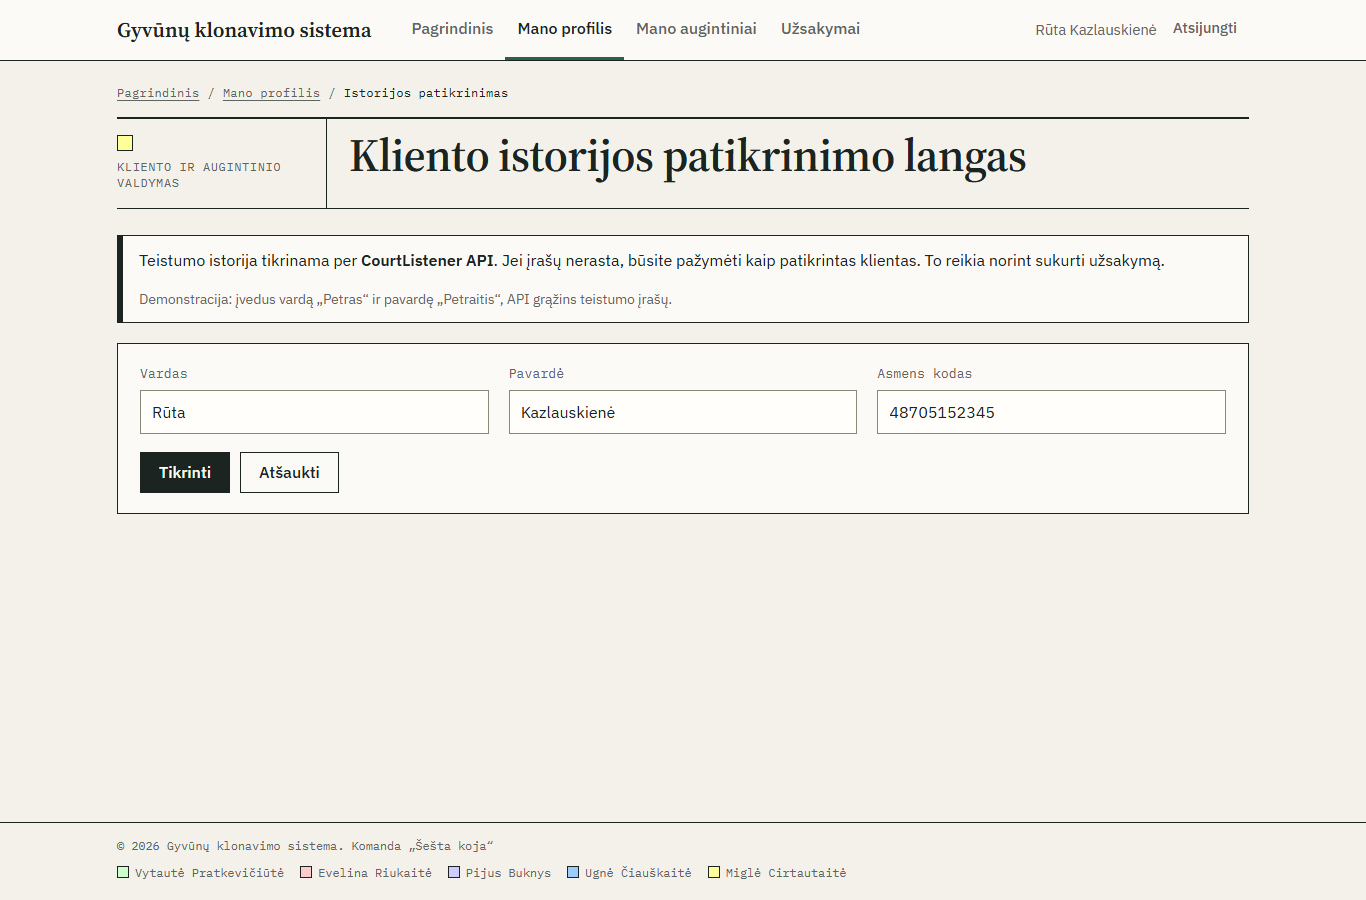 Gyvūnų klonavimo sistema
Pagrindinis Mano profilis Mano augintiniai Užsakymai
Rūta Kazlauskienė Atsijungti
Pagrindinis / Mano profilis / Istorijos patikrinimas
KLIENTO IR AUGINTINIO
VALDYMAS
Kliento istorijos patikrinimo langas
Teistumo istorija tikrinama per CourtListener API. Jei įrašų nerasta, būsite pažymėti kaip patikrintas klientas. To reikia norint sukurti užsakymą.
Demonstracija: įvedus vardą „Petras“ ir pavardę „Petraitis“, API grąžins teistumo įrašų.
Vardas Pavardė Asmens kodas
Rūta Kazlauskienė 48705152345
Tikrinti Atšaukti
© 2026 Gyvūnų klonavimo sistema. Komanda „Šešta koja“
Vytautė Pratkevičiūtė Evelina Riukaitė Pijus Buknys Ugnė Čiauškaitė Miglė Cirtautaitė